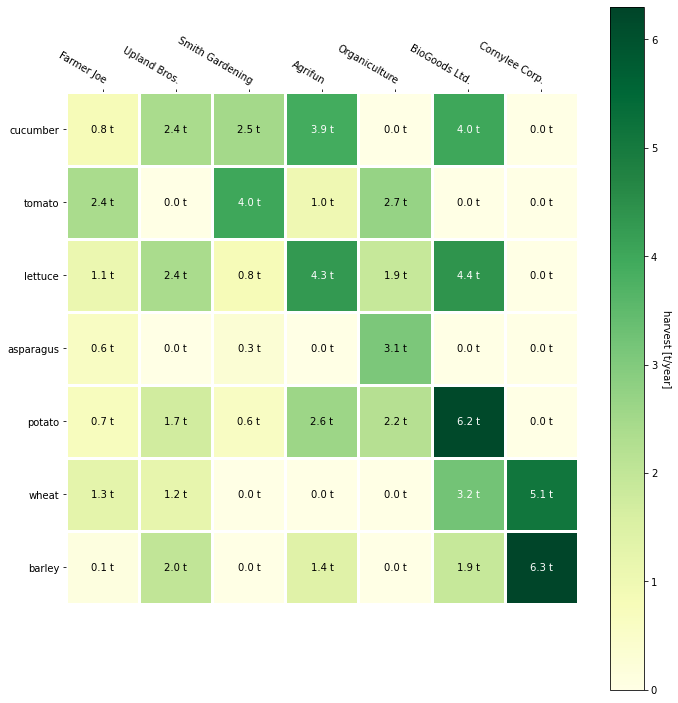 Farmer Joe Upland Bros. Smith Gardening Agrifun Organiculture BioGoods Ltd. Cornylee Corp.
cucumber 0.8 t 2.4 t 2.5 t 3.9 t 0.0 t 4.0 t 0.0 t
tomato 2.4 t 0.0 t 4.0 t 1.0 t 2.7 t 0.0 t 0.0 t
lettuce 1.1 t 2.4 t 0.8 t 4.3 t 1.9 t 4.4 t 0.0 t
asparagus 0.6 t 0.0 t 0.3 t 0.0 t 3.1 t 0.0 t 0.0 t
potato 0.7 t 1.7 t 0.6 t 2.6 t 2.2 t 6.2 t 0.0 t
wheat 1.3 t 1.2 t 0.0 t 0.0 t 0.0 t 3.2 t 5.1 t
barley 0.1 t 2.0 t 0.0 t 1.4 t 0.0 t 1.9 t 6.3 t
6
5
4
3
2
1
0
harvest [t/year]